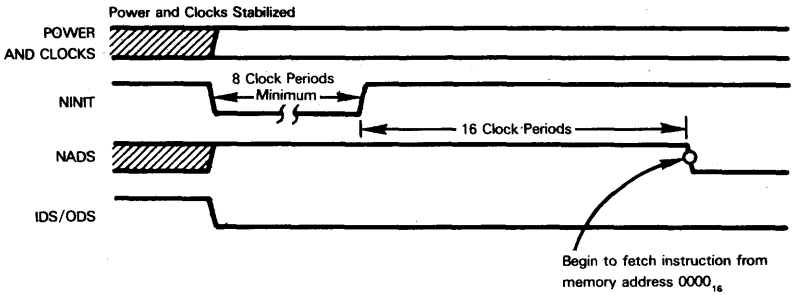 Power and Clocks Stabilized
POWER
AND CLOCKS
8 Clock Periods
Minimum
NINIT
16 Clock Periods
NADS
IDS/ODS
Begin to fetch instruction from
memory address 0000₁₆